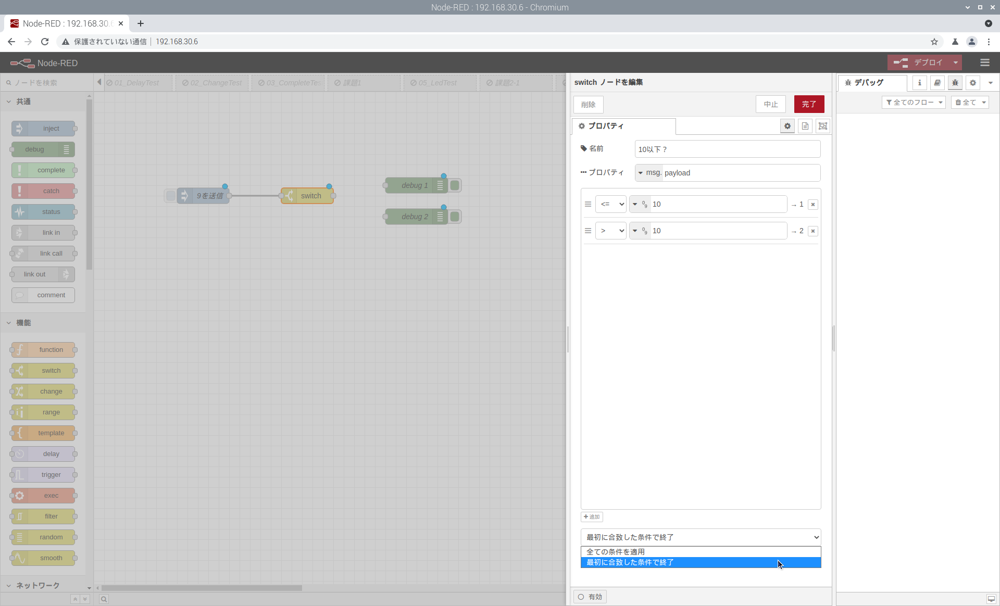 Node-RED : 192.168.30.6 - Chromium
Node-RED : 192.168.30.6
保護されていない通信 192.168.30.6
Node-RED
デプロイ
ノードを検索
01_DelayTest
02_ChangeTest
03_CompleteTes
課題1
05_LedTest
課題2-1
switch ノードを編集
デバッグ
削除
中止
完了
全てのフロー
全て
共通
inject
debug
complete
catch
status
link in
link call
link out
comment
機能
function
switch
change
range
template
delay
trigger
exec
filter
random
smooth
ネットワーク
9を送信
switch
debug 1
debug 2
プロパティ
名前
10以下？
プロパティ
msg. payload
<= 10 → 1
> 10 → 2
追加
最初に合致した条件で終了
全ての条件を適用
最初に合致した条件で終了
有効